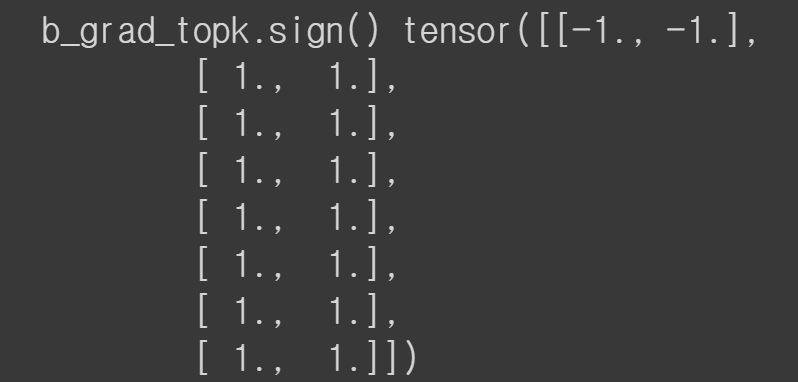 b_grad_topk.sign() tensor([[-1., -1.],
[ 1.,  1.],
[ 1.,  1.],
[ 1.,  1.],
[ 1.,  1.],
[ 1.,  1.],
[ 1.,  1.],
[ 1.,  1.]])